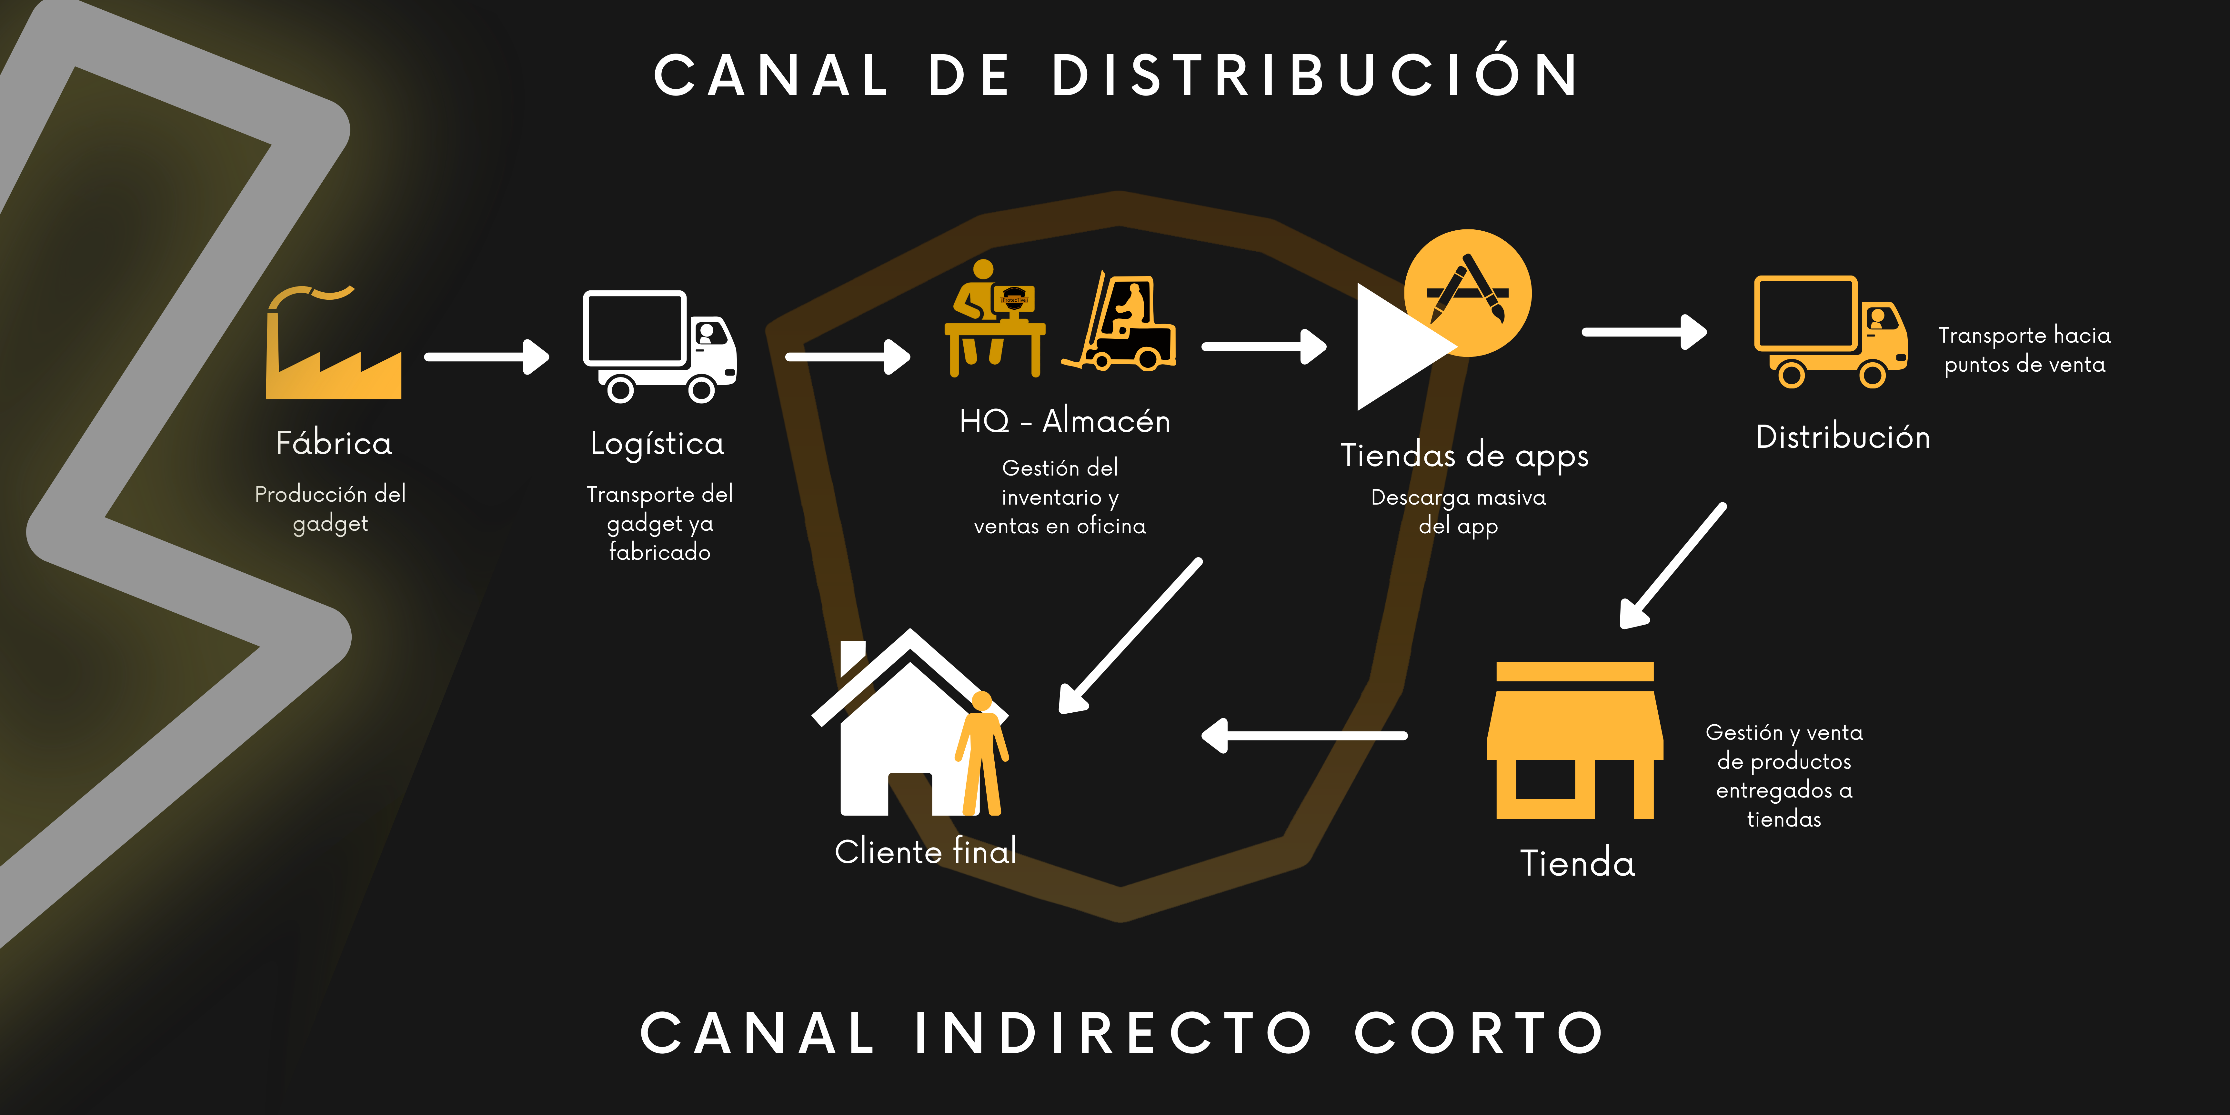 CANAL DE DISTRIBUCIÓN
Fábrica
Producción del
gadget
Logística
Transporte del
gadget ya
fabricado
HQ - Almacén
Gestión del
inventario y
ventas en oficina
Tiendas de apps
Descarga masiva
del app
Distribución
Transporte hacia
puntos de venta
Cliente final
Tienda
Gestión y venta
de productos
entregados a
tiendas
CANAL INDIRECTO CORTO